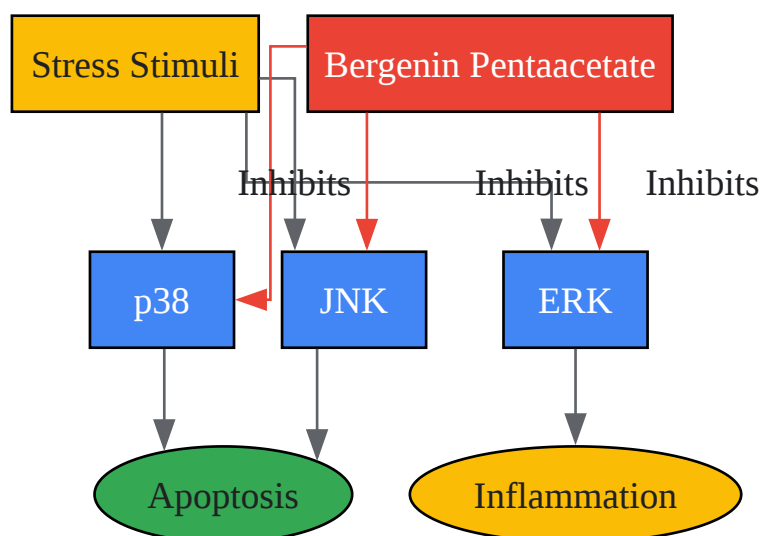 Stress Stimuli
Bergenin Pentaacetate
Inhibits
Inhibits
Inhibits
p38
JNK
ERK
Apoptosis
Inflammation